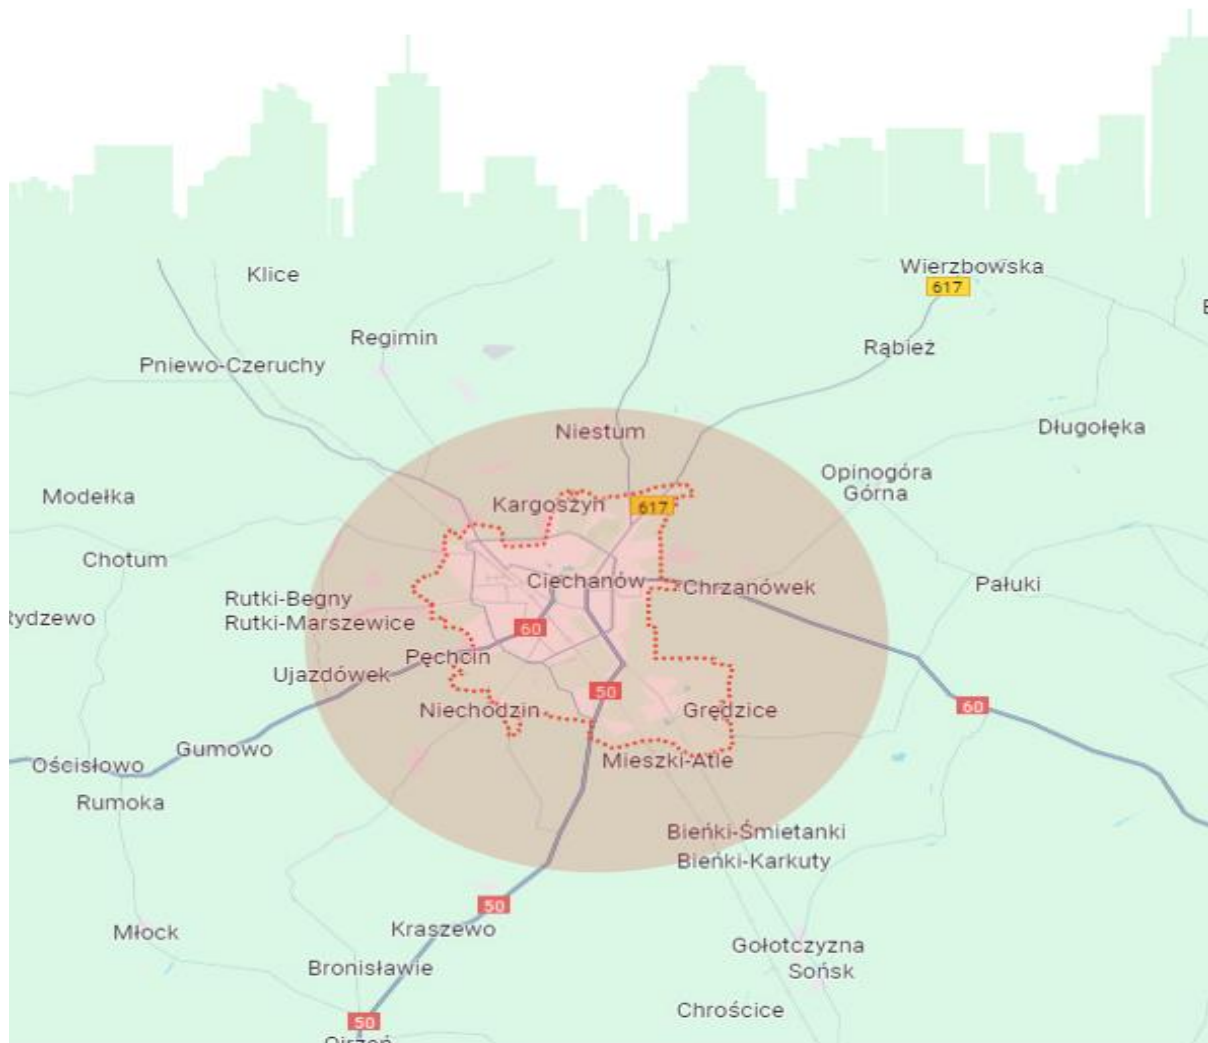 Wierzbowska
617
Klice
Regimin
Rąbież
Pniewo-Czeruchy
Długołęka
Niestum
Opinogóra
Górna
Modełka
Kargoszyn
617
Chotum
Ciechanów
Chrzanówek
Pałuki
Rutki-Begny
Rutki-Marszewice
60
Pęchcin
Ujazdówek
50
Niechodzin
Grędzice
60
Gumowo
Ościsłowo
Mieszki-Atle
Rumoka
Bieńki-Śmietanki
Bieńki-Karkuty
50
Kraszewo
Młock
Gołotczyzna
Sońsk
Bronisławie
Chrościce
50